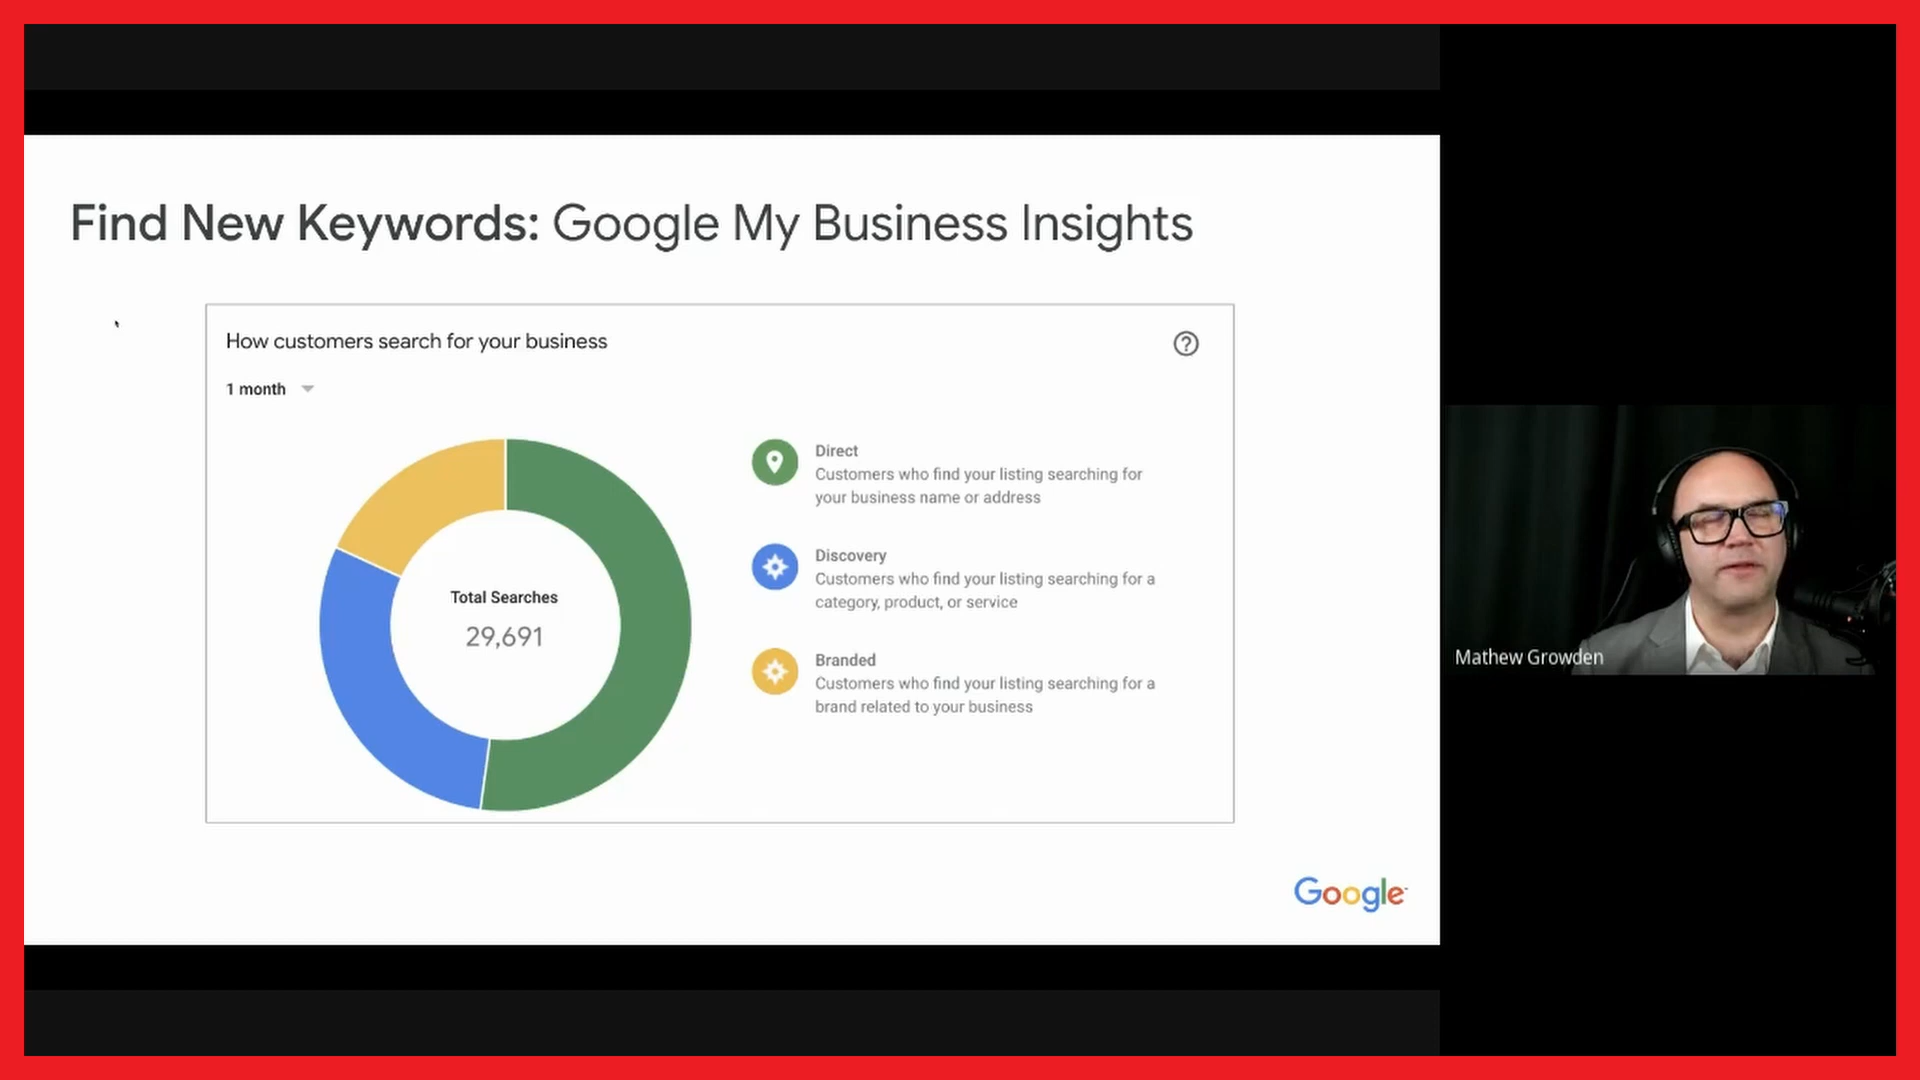 Find New Keywords: Google My Business Insights
How customers search for your business
1 month
Total Searches
29,691
Direct
Customers who find your listing searching for
your business name or address
Discovery
Customers who find your listing searching for a
category, product, or service
Branded
Customers who find your listing searching for a
brand related to your business
Google
Mathew Growden